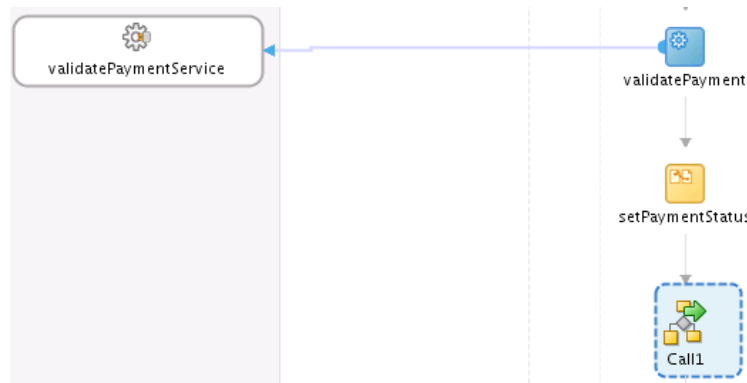 validatePaymentService
validatePayment
setPaymentStatus
Call1